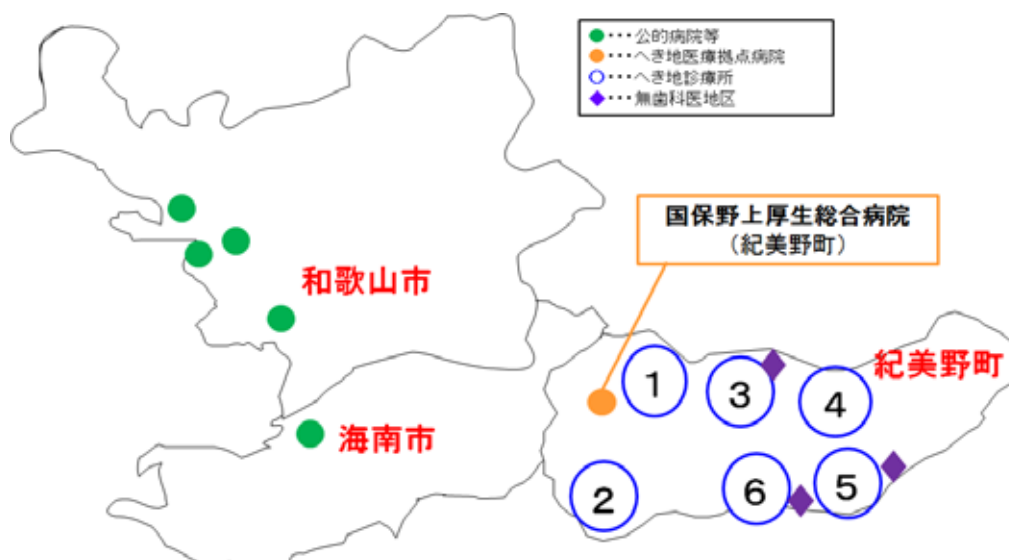 ●・・・公的病院等
●・・・へき地医療拠点病院
○・・・へき地診療所
◆・・・無歯科医地区
国保野上厚生総合病院
（紀美野町）
和歌山市
紀美野町
海南市
1
3
4
2
6
5